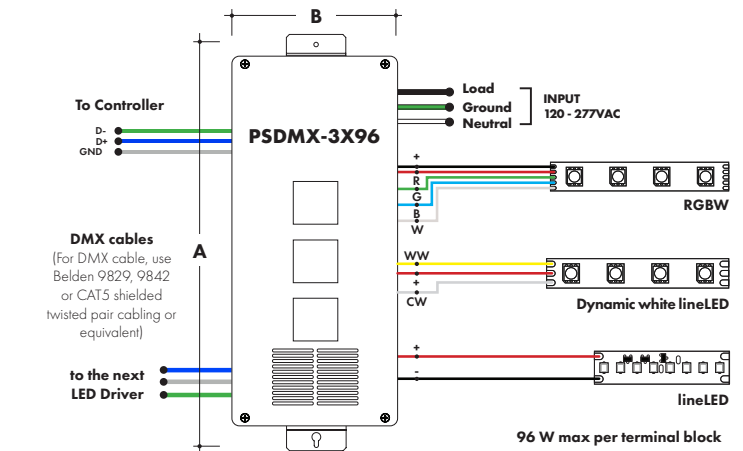 B
To Controller
D-
D+
GND
PSDMX-3X96
Load
Ground
Neutral
INPUT
120 - 277VAC
+
R
G
B
W
RGBW
DMX cables
(For DMX cable, use
Belden 9829, 9842
or CAT5 shielded
twisted pair cabling or
equivalent)
A
WW
+
CW
Dynamic white lineLED
to the next
LED Driver
+
-
lineLED
96 W max per terminal block